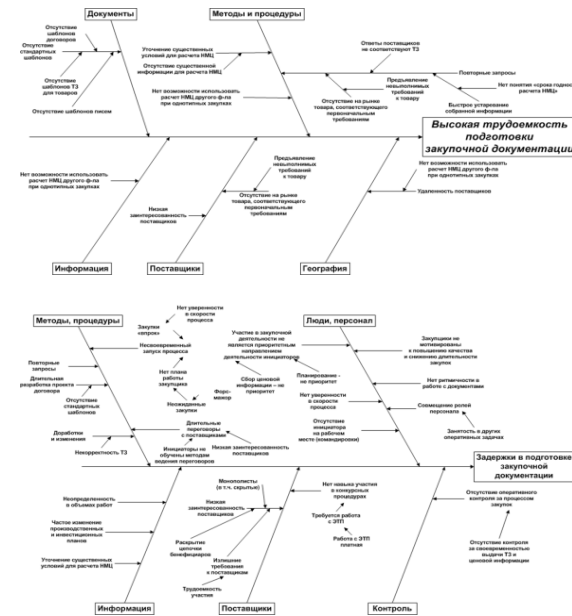 Документы
Методы и процедуры
Отсутствие
шаблонов
договоров
Отсутствие
стандартных
шаблонов
Отсутствие
шаблонов ТЗ
для товаров
Отсутствие шаблонов писем
Уточнение существенных
условий для расчета НМЦ
Отсутствие существенной
информации для расчета НМЦ
Нет возможности использовать
расчет НМЦ другого ф-ла
при однотипных закупках
Ответы поставщиков
не соответствуют ТЗ
Предъявление
невыполнимых
требований
к товару
Отсутствие на рынке
товара, соответствующего
первоначальным
требованиям
Повторные запросы
Нет понятия «срока годности
расчета НМЦ»
Быстрое устаревание
собранной информации
Высокая трудоемкость
подготовки
закупочной документации
Нет возможности использовать
расчет НМЦ другого ф-ла
при однотипных закупках
Предъявление
невыполнимых
требований
к товару
Отсутствие на рынке
товара, соответствующего
первоначальным
требованиям
Низкая
заинтересованность
поставщиков
Нет возможности использовать
расчет НМЦ другого ф-ла
при однотипных закупках
Удаленность поставщиков
Информация
Поставщики
География
Методы, процедуры
Люди, персонал
Нет уверенности
в скорости
процесса
Закупки
«впрок»
Несвоевременный
запуск процесса
Повторные
запросы
Длительная
разработка проекта
договора
Отсутствие
стандартных
шаблонов
Нет плана
работы
закупщика
Неожиданные
закупки
Форс-
мажор
Доработки
и изменения
Некорректность ТЗ
Длительные
переговоры
с поставщиками
Инициаторы не
обучены методам
ведения переговоров
Низкая заинтересованность
поставщиков
Участие в закупочной
деятельности не
является приоритетным
направлением
деятельности инициаторов
Планирование -
не приоритет
Сбор ценовой
информации – не
приоритет
Нет уверенности
в скорости
процесса
Отсутствие
инициатора
на рабочем
месте (командировки)
Закупщики не
мотивированы
к повышению качества
и снижению длительности
закупок
Нет ритмичности в
работе с документами
Совмещение ролей
персонала
Занятость в других
оперативных задачах
Задержки в подготовке
закупочной
документации
Неопределенность
в объемах работ
Частое изменение
производственных
и инвестиционных
планов
Уточнение существенных
условий для расчета НМЦ
Монополисты
(в т.ч. скрытые)
Низкая
заинтересованность
поставщиков
Раскрытие
цепочки
бенефициаров
Излишние
требования
к поставщикам
Трудоемкость
участия
Нет навыка участия
в конкурсных
процедурах
Требуется работа
с ЭТП
Работа с ЭТП
платная
Отсутствие оперативного
контроля за процессом
закупок
Отсутствие контроля
за своевременностью
выдачи ТЗ и
ценовой информации
Информация
Поставщики
Контроль